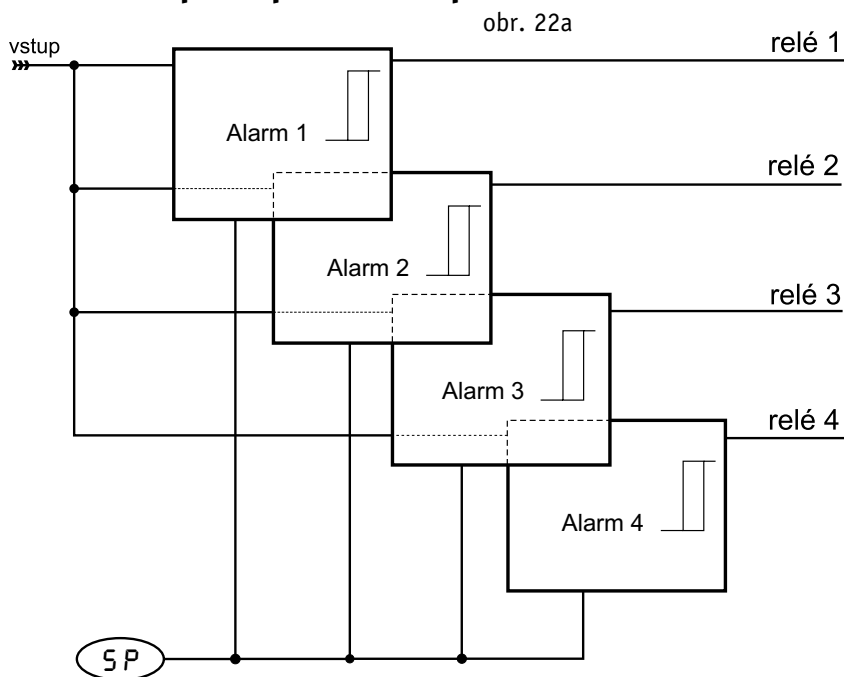 obr. 22a
vstup
relé 1
Alarm 1
relé 2
Alarm 2
relé 3
Alarm 3
relé 4
Alarm 4
SP